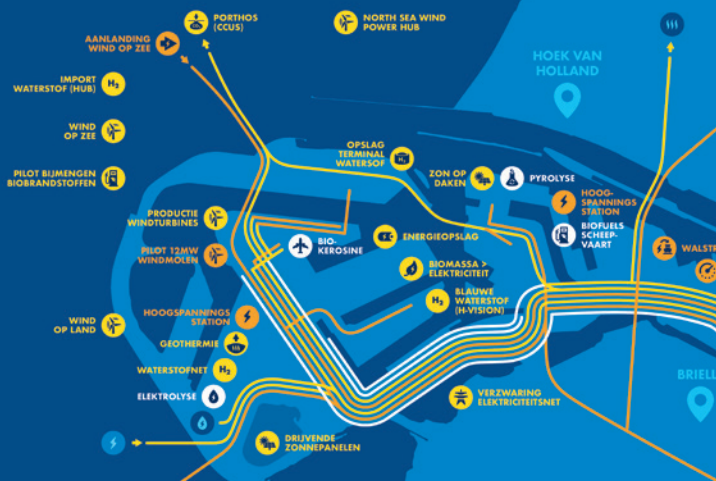 PORTHOS
(CCUS)
NORTH SEA WIND
POWER HUB
AANLANDING
WIND OP ZEE
HOEK VAN
HOLLAND
IMPORT
WATERSTOF (HUB)
H₂
WIND
OP ZEE
PILOT BIJMENGEN
BIOBRANDSTOFFEN
OPSLAG
TERMINAL
WATERSOF
ZON OP
DAKEN
PYROLYSE
HOOG-
SPANNINGS
STATION
PRODUCTIE
WINDTURBINES
BIO-
KEROSINE
ENERGIEOPSLAG
BIOFUELS
SCHEEP-
VAART
PILOT 12MW
WINDMOLEN
WALSTR
BIOMASSA >
ELEKTRICITEIT
H₂
BLAUWE
WATERSTOF
(H-VISION)
WIND
OP LAND
HOOGSPANNINGS
STATION
GEOTHERMIE
WATERSTOFNET
H₂
ELEKTROLYSE
BRIELL
VERZWARING
ELEKTRICITEITSNET
DRIJVENDE
ZONNEPANELEN